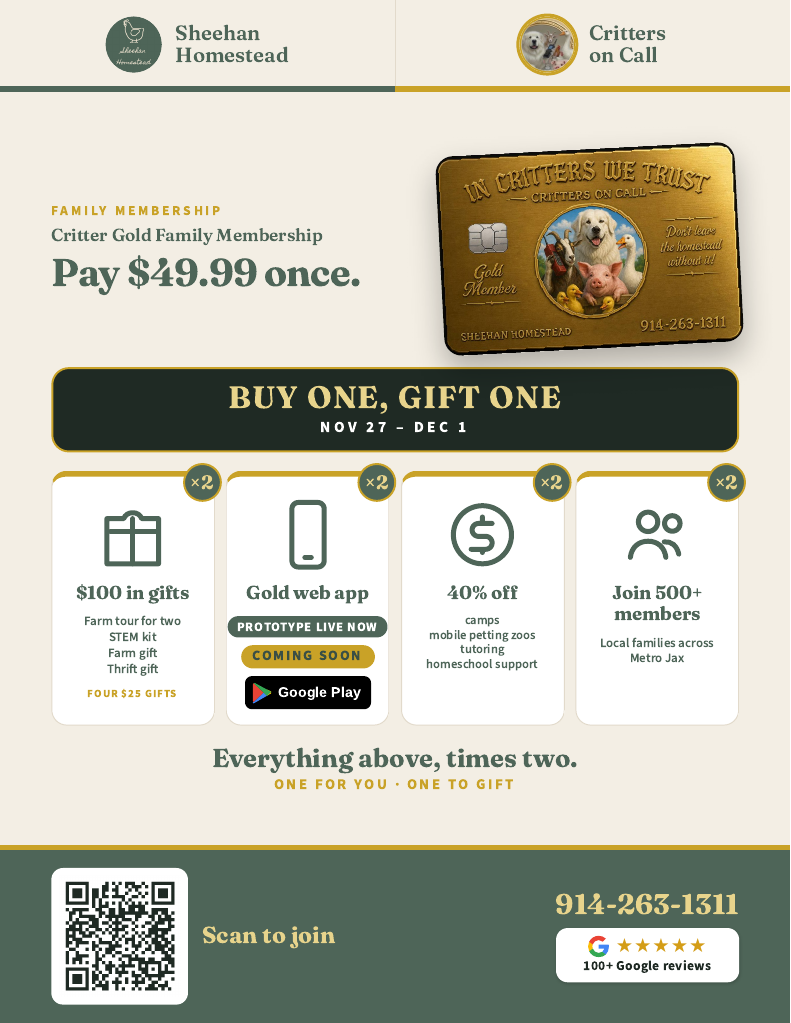 Sheehan
Homestead
Sheehan
Homestead
Critters
on Call
FAMILY MEMBERSHIP
Critter Gold Family Membership
Pay $49.99 once.
IN CRITTERS WE TRUST
CRITTERS ON CALL
Gold
Member
Don't leave
the homestead
without it!
SHEEHAN HOMESTEAD
914-263-1311
BUY ONE, GIFT ONE
NOV 27 – DEC 1
×2
×2
×2
×2
$100 in gifts
Farm tour for two
STEM kit
Farm gift
Thrift gift
FOUR $25 GIFTS
Gold web app
PROTOTYPE LIVE NOW
COMING SOON
Google Play
40% off
camps
mobile petting zoos
tutoring
homeschool support
Join 500+
members
Local families across
Metro Jax
Everything above, times two.
ONE FOR YOU · ONE TO GIFT
Scan to join
914-263-1311
G ★★★★★
100+ Google reviews